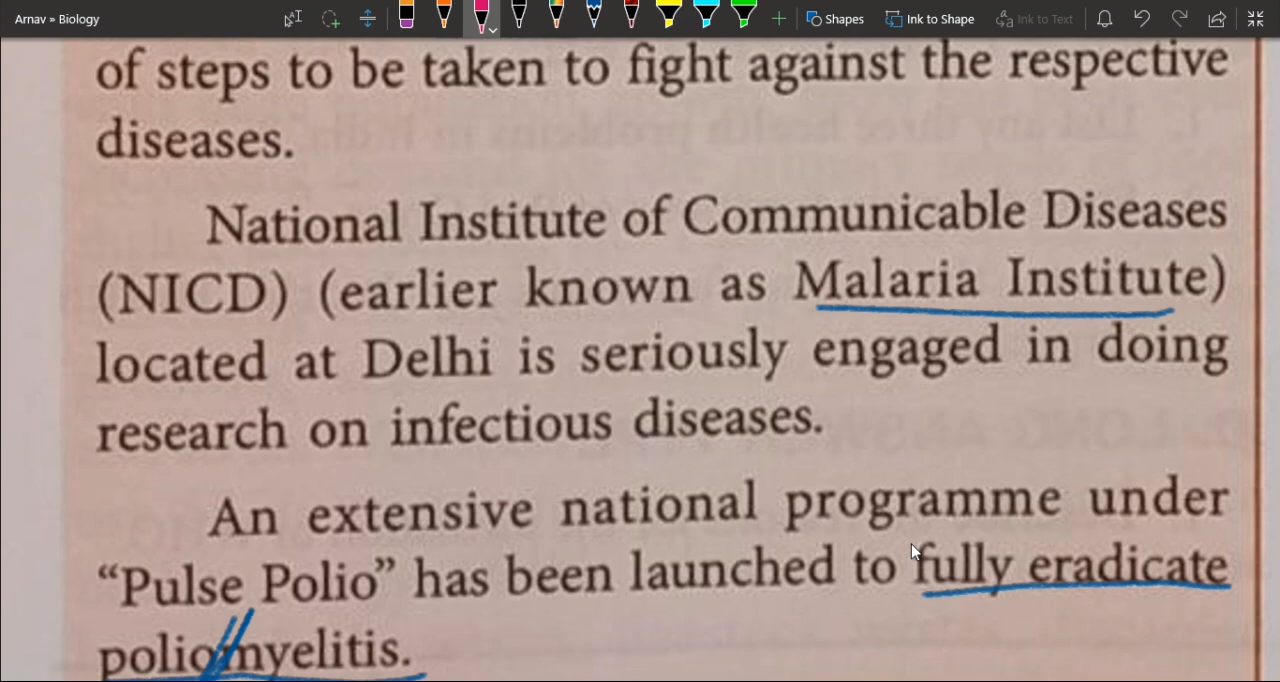 Arnav » Biology
Shapes
Ink to Shape
Ink to Text
of steps to be taken to fight against the respective
diseases.
National Institute of Communicable Diseases
(NICD) (earlier known as Malaria Institute)
located at Delhi is seriously engaged in doing
research on infectious diseases.
An extensive national programme under
“Pulse Polio” has been launched to fully eradicate
poliomyelitis.